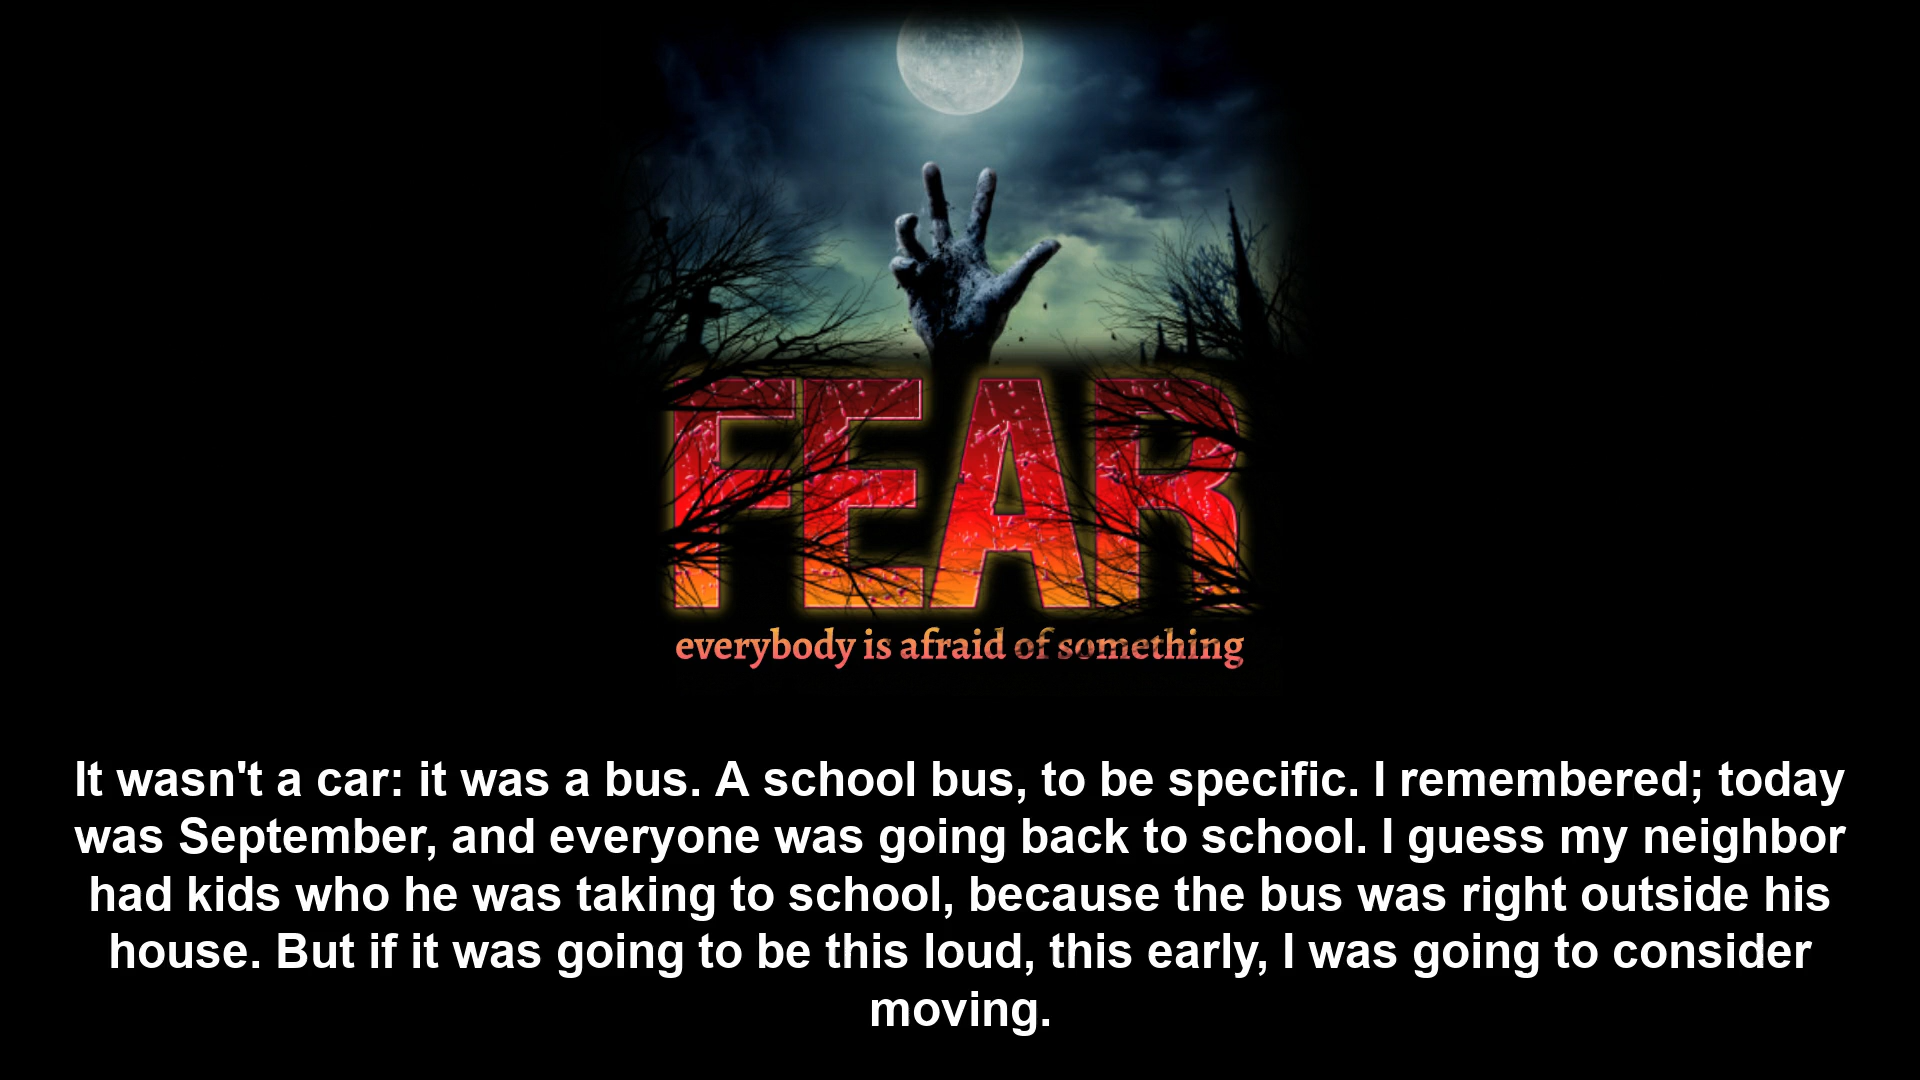 FEAR
everybody is afraid of something
It wasn't a car: it was a bus. A school bus, to be specific. I remembered; today
was September, and everyone was going back to school. I guess my neighbor
had kids who he was taking to school, because the bus was right outside his
house. But if it was going to be this loud, this early, I was going to consider
moving.